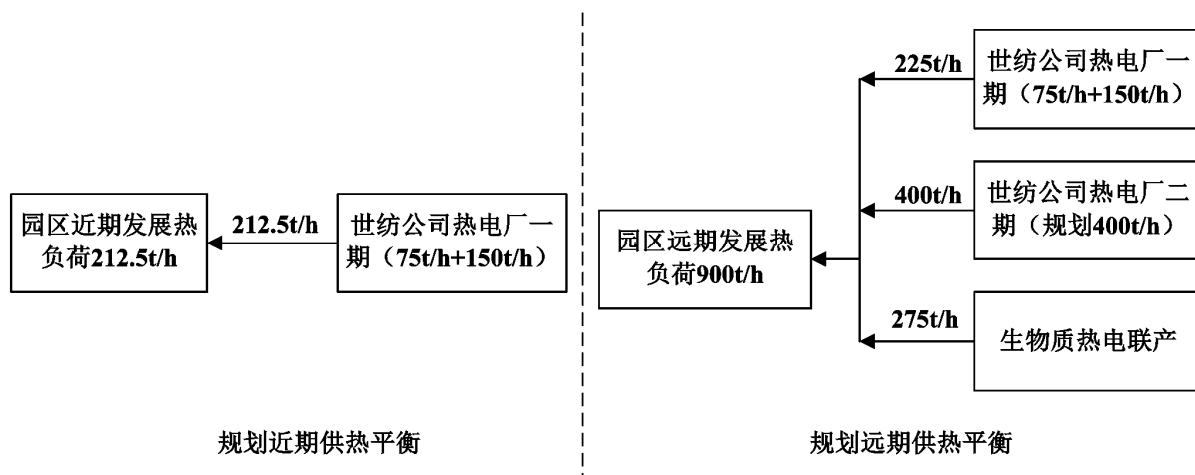 园区近期发展热
负荷212.5t/h
212.5t/h
世纺公司热电厂一
期（75t/h+150t/h）
规划近期供热平衡
园区远期发展热
负荷900t/h
225t/h
世纺公司热电厂一
期（75t/h+150t/h）
400t/h
世纺公司热电厂二
期（规划400t/h）
275t/h
生物质热电联产
规划远期供热平衡